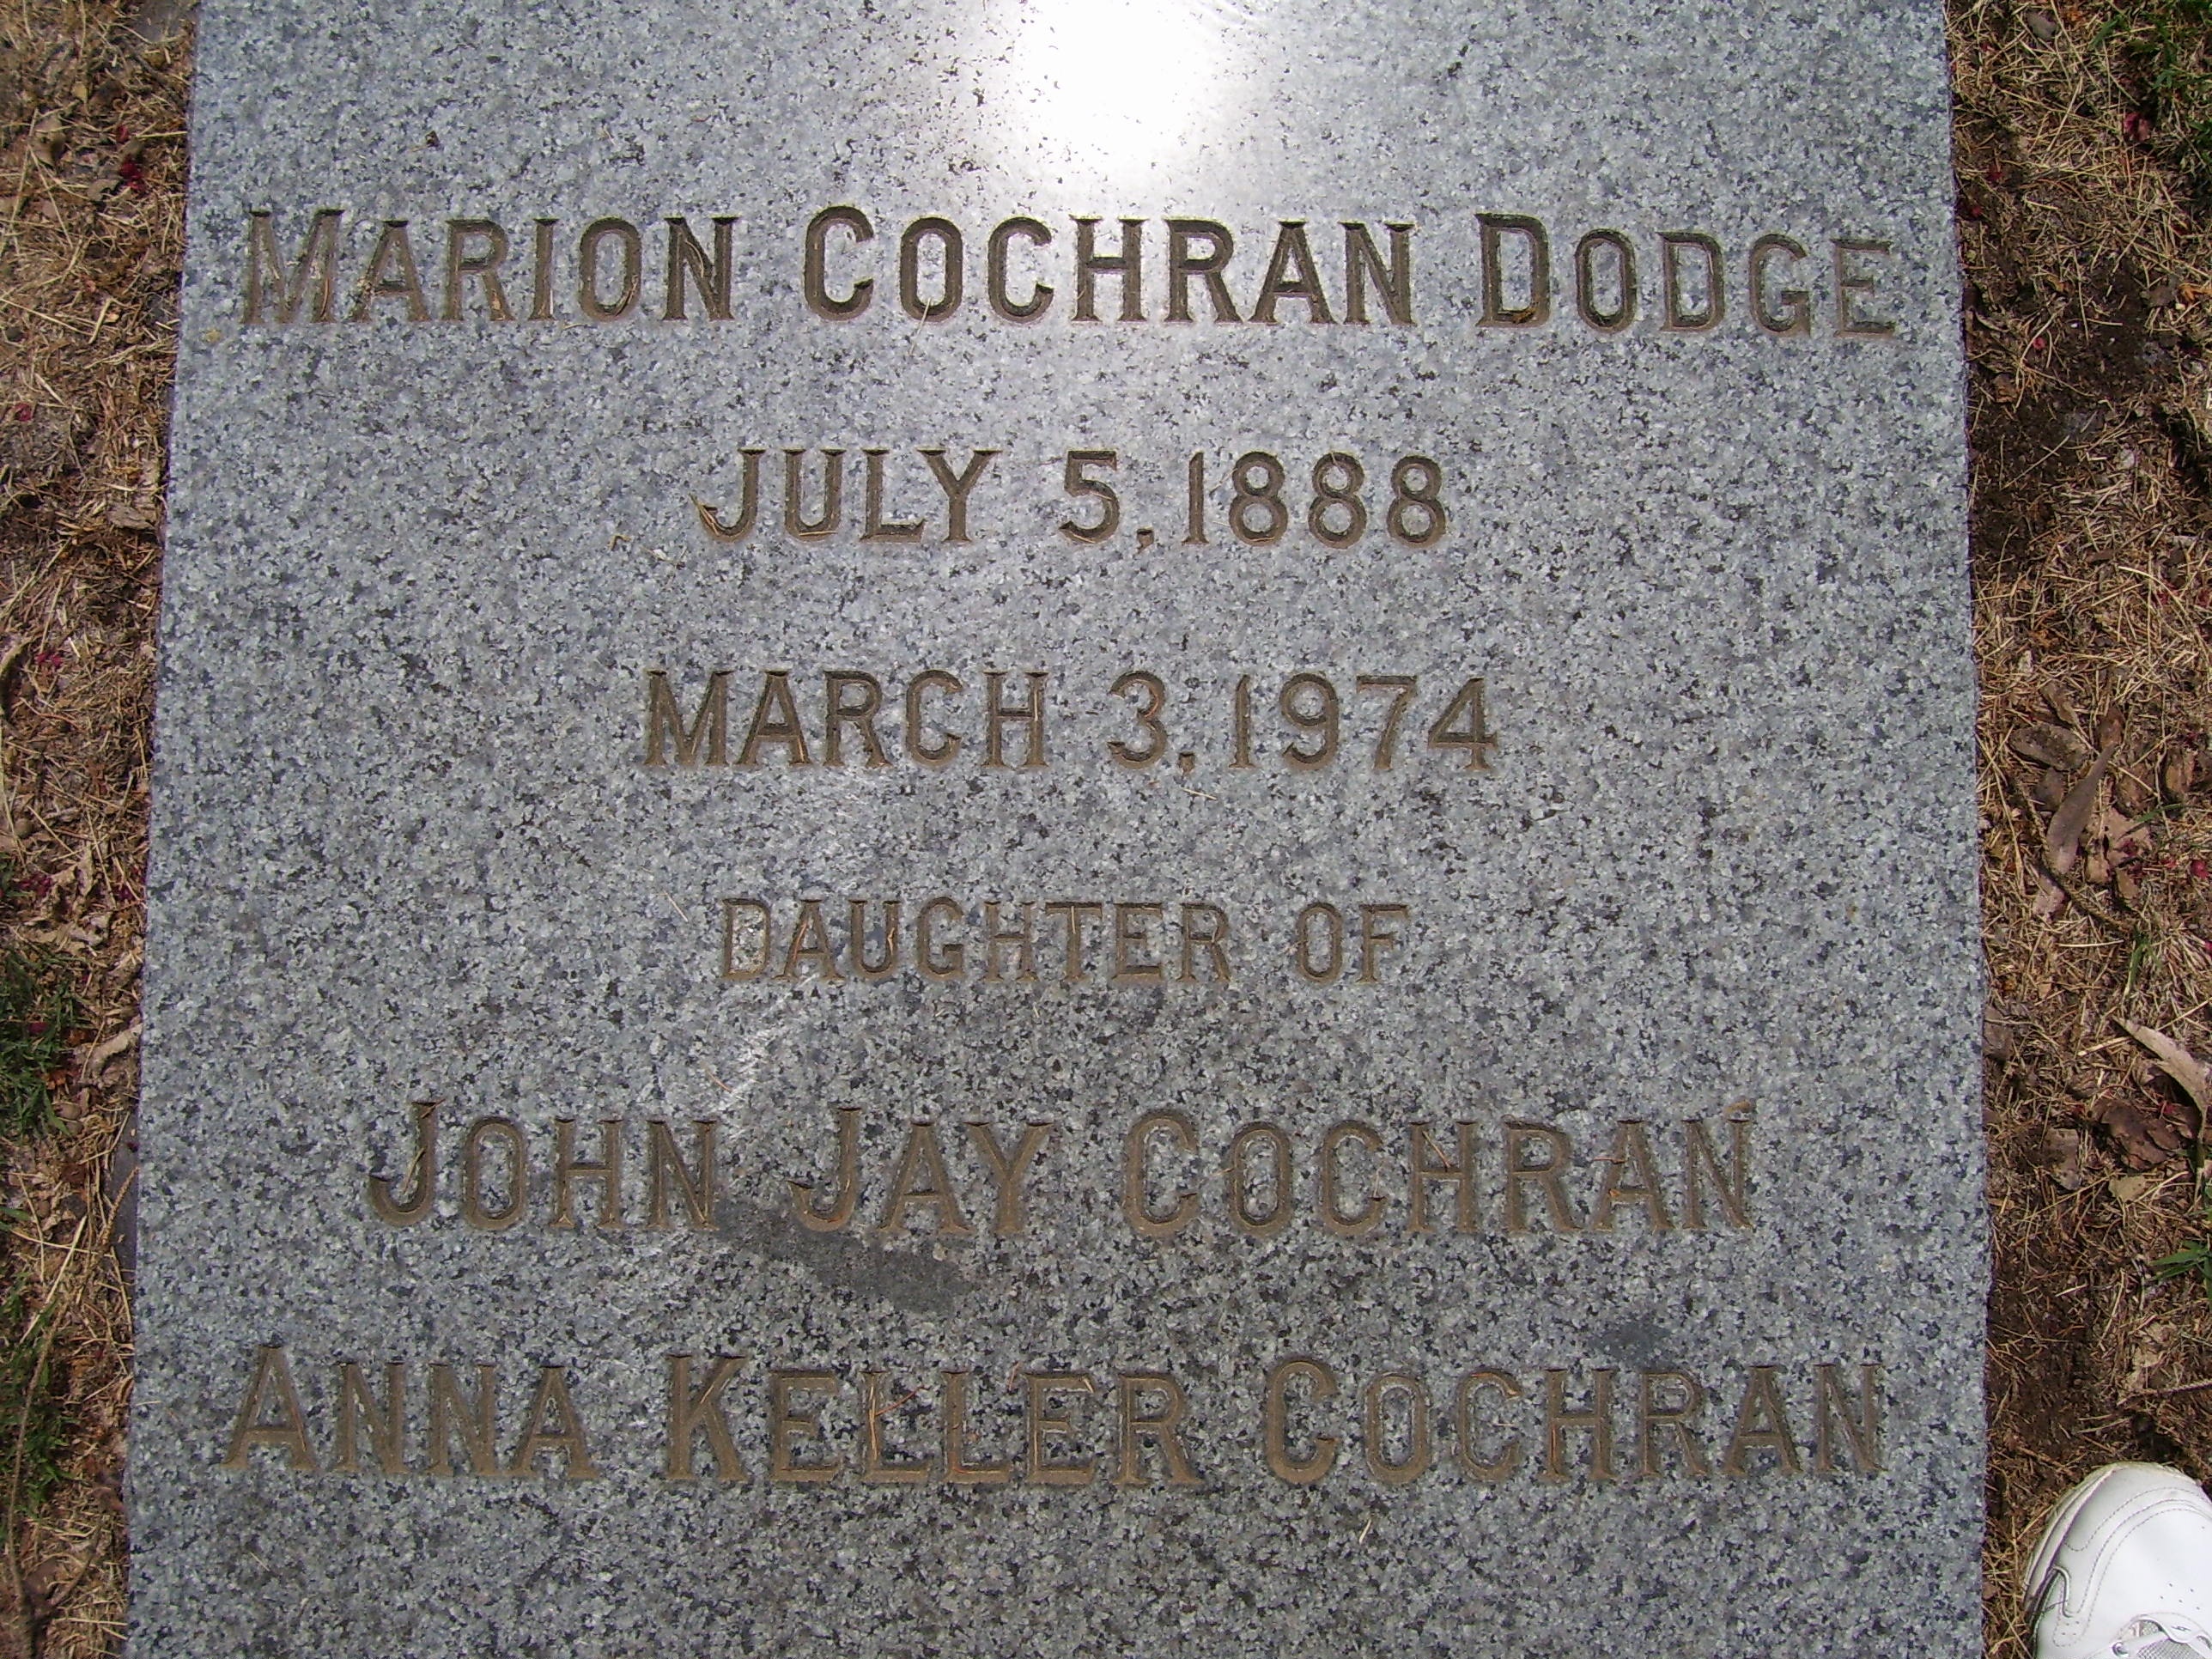 MARION COCHRAN DODGE
JULY 5, 1888
MARCH 3, 1974
DAUGHTER OF
JOHN JAY COCHRAN
ANNA KELLER COCHRAN